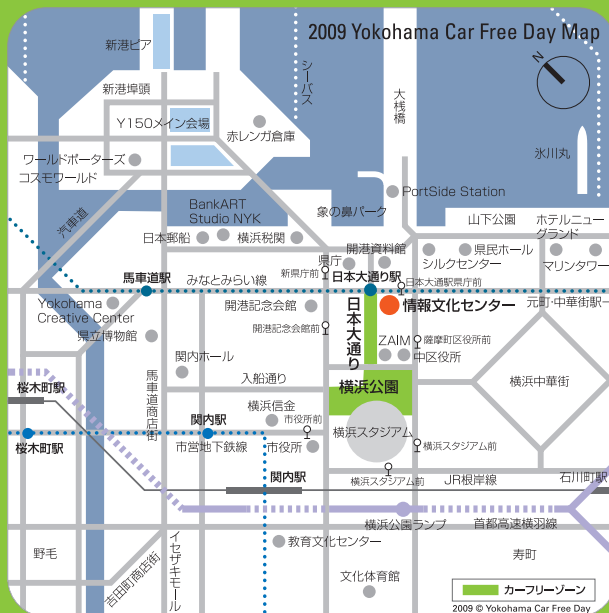 2009 Yokohama Car Free Day Map
新港ピア
シーバス
N
新港埠頭
大桟橋
Y150メイン会場
赤レンガ倉庫
氷川丸
ワールドポーターズ
コスモワールド
PortSide Station
汽車道
BankART
Studio NYK
象の鼻パーク
山下公園
ホテルニュー
グランド
日本郵船
横浜税関
開港資料館
県庁
シルクセンター
県民ホール
マリンタワー
新県庁前
馬車道駅
みなとみらい線
日本大通り駅
日本大通駅県庁前
Yokohama
Creative Center
開港記念会館
日本大通り
情報文化センター
元町・中華街駅
県立博物館
開港記念会館前
ZAIM
薩摩町区役所前
中区役所
関内ホール
馬車道商店街
入船通り
横浜公園
横浜中華街
桜木町駅
横浜信金
関内駅
市役所前
横浜スタジアム
桜木町駅
市営地下鉄線
市役所
横浜スタジアム前
関内駅
横浜スタジアム前
JR根岸線
石川町駅
横浜公園ランプ
首都高速横羽線
野毛
吉田町商店街
イセザキモール
教育文化センター
寿町
文化体育館
カーフリーゾーン
2009 © Yokohama Car Free Day